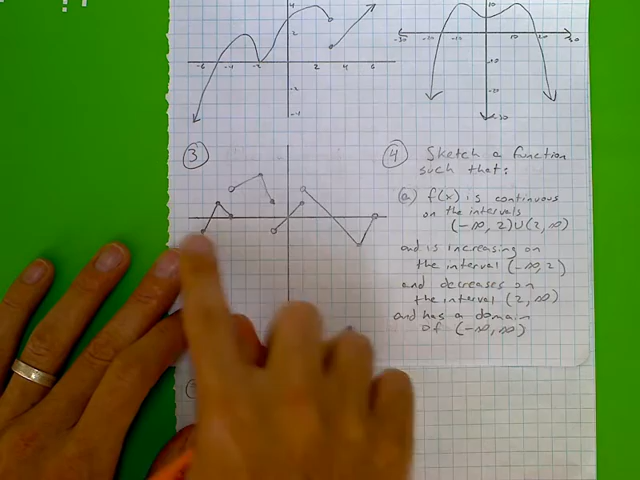 4
2
-6
-4
-2
2
4
6
-2
-4
-30
-20
-10
10
20
30
-10
-20
-30
3
4 Sketch a function
such that:
a f(x) is continuous
on the intervals
(-∞, 2)∪(2, ∞)
and is increasing on
the interval (-∞, 2)
and decreases on
the interval (2, ∞)
and has a domain
of (-∞, ∞)